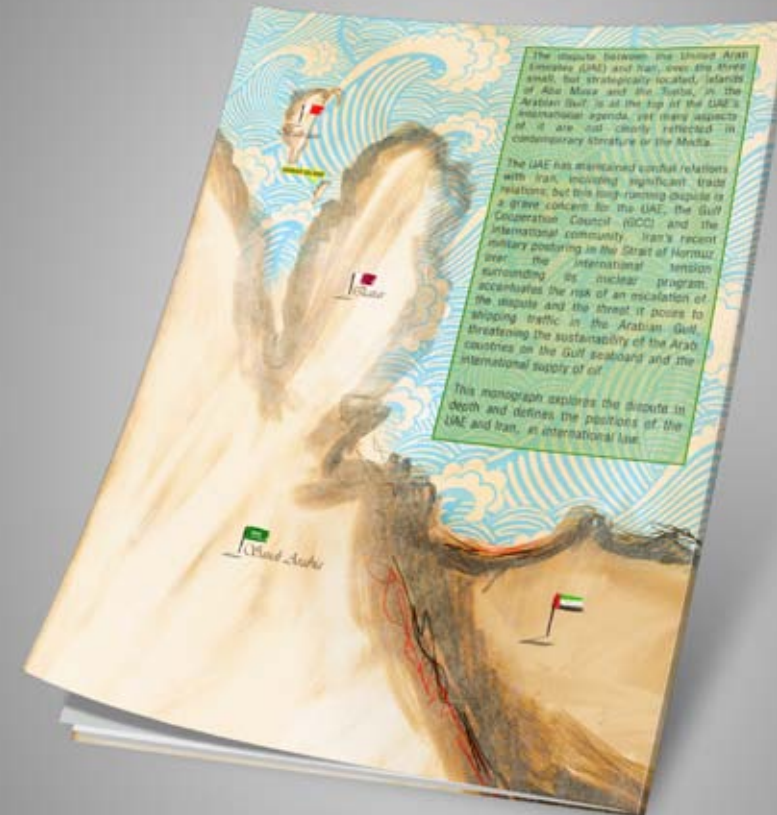 The dispute between the United Arab
Emirates (UAE) and Iran, over the three
small, but strategically located, islands
of Abu Musa and the Tunbs, in the
Arabian Gulf, is at the top of the UAE's
international agenda, yet many aspects
of it are not clearly reflected in
contemporary literature or the Media.
The UAE has maintained cordial relations
with Iran, including significant trade
relations, but this long-running dispute is
a grave concern for the UAE, the Gulf
Cooperation Council (GCC) and the
international community. Iran's recent
military posturing in the Strait of Hormuz
over the international tension
surrounding its nuclear program,
accentuates the risk of an escalation of
the dispute and the threat it poses to
shipping traffic in the Arabian Gulf,
threatening the sustainability of the Arab
countries on the Gulf seaboard and the
international supply of oil.
This monograph explores the dispute in
depth and defines the positions of the
UAE and Iran, in international law.
Qatar
Saudi Arabia